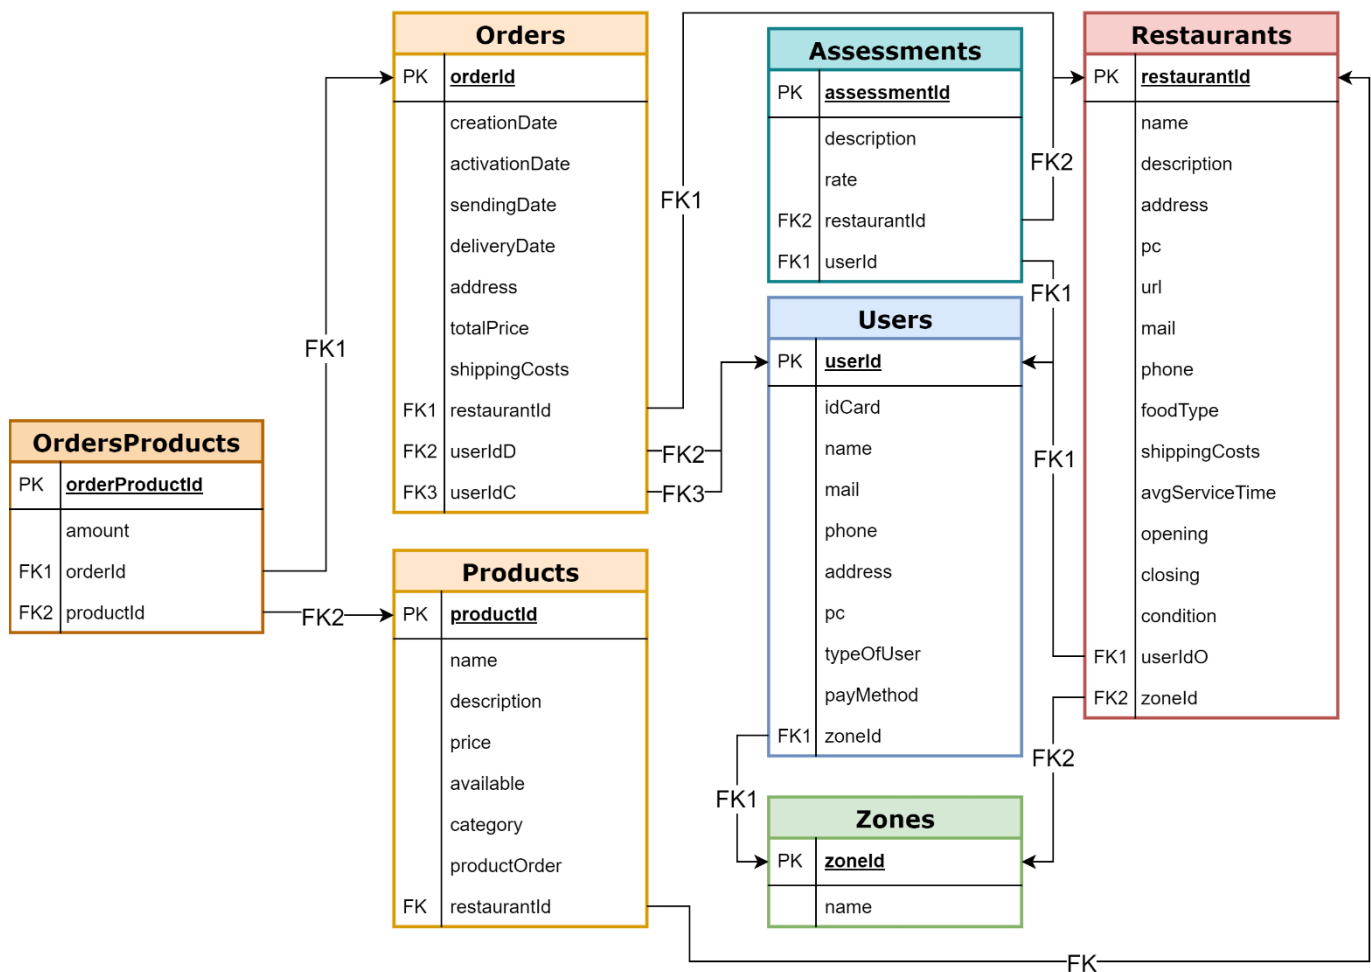 Orders
PK orderId
creationDate
activationDate
sendingDate
deliveryDate
address
totalPrice
shippingCosts
FK1 restaurantId
FK2 userIdD
FK3 userIdC
Assessments
PK assessmentId
description
rate
FK2 restaurantId
FK1 userId
Restaurants
PK restaurantId
name
description
address
pc
url
mail
phone
foodType
shippingCosts
avgServiceTime
opening
closing
condition
FK1 userIdO
FK2 zoneId
Users
PK userId
idCard
name
mail
phone
address
pc
typeOfUser
payMethod
FK1 zoneId
OrdersProducts
PK orderProductId
amount
FK1 orderId
FK2 productId
Products
PK productId
name
description
price
available
category
productOrder
FK restaurantId
Zones
PK zoneId
name
FK1
FK1
FK2
FK1
FK1
FK2
FK3
FK2
FK1
FK2
FK